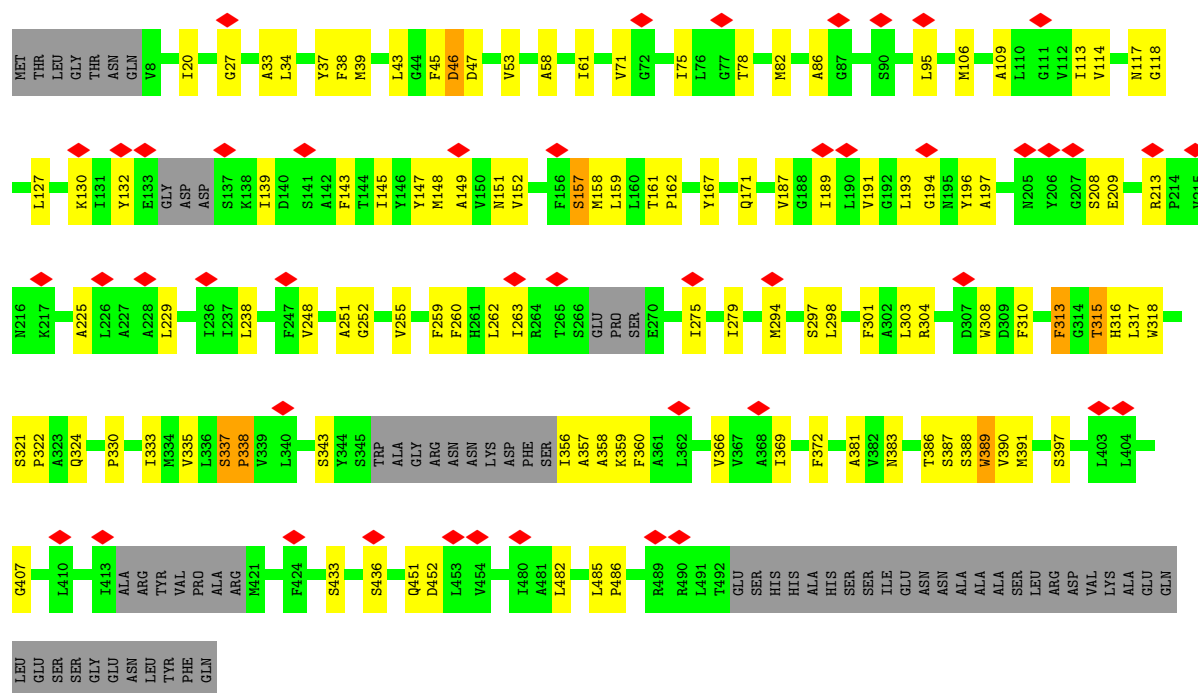 MET THR LEU GLY THR ASN GLN V8 I20 G27 A33 L34 Y37 F38 M39 L43 G44 F45 D46 D47 V53 A58 I61 V71 G72 I75 L76 G77 T78 M82 A86 G87 S90 L95 M106 A109 L110 G111 V112 I113 V114 N117 G118
L127 K130 I131 Y132 E133 GLY ASP ASP S137 K138 I139 D140 S141 A142 F143 T144 I145 Y146 Y147 M148 A149 V150 N151 V152 F156 S157 M158 L159 L160 T161 P162 Y167 Q171 V187 G188 I189 L190 V191 G192 L193 G194 N195 Y196 A197 N205 Y206 G207 S208 E209 R213 P214 V215
N216 K217 A225 L226 A227 A228 L229 I236 I237 L238 F247 V248 A251 G252 V255 F259 F260 H261 L262 I263 R264 T265 S266 GLU PRO SER E270 I275 I279 M294 S297 L298 F301 A302 L303 R304 D307 W308 D309 F310 F313 G314 T315 H316 L317 W318
S321 P322 A323 Q324 P330 I333 M334 V335 L336 S337 P338 V339 L340 S343 Y344 S345 TRP ALA GLY ARG ASN ASN LYS ASP PHE SER I356 A357 A358 K359 F360 A361 L362 V366 V367 A368 I369 F372 A381 V382 N383 T386 S387 S388 W389 V390 M391 S397 L403 L404
G407 L410 I413 ALA ARG TYR VAL PRO ALA ARG M421 F424 S433 S436 Q451 D452 L453 V454 I480 A481 L482 L485 P486 R489 R490 L491 T492 GLU SER HIS HIS ALA HIS SER SER ILE GLU ASN ASN ALA ALA ALA SER LEU ARG ASP VAL LYS ALA GLU GLN
LEU GLU SER SER GLY GLU ASN LEU TYR PHE GLN